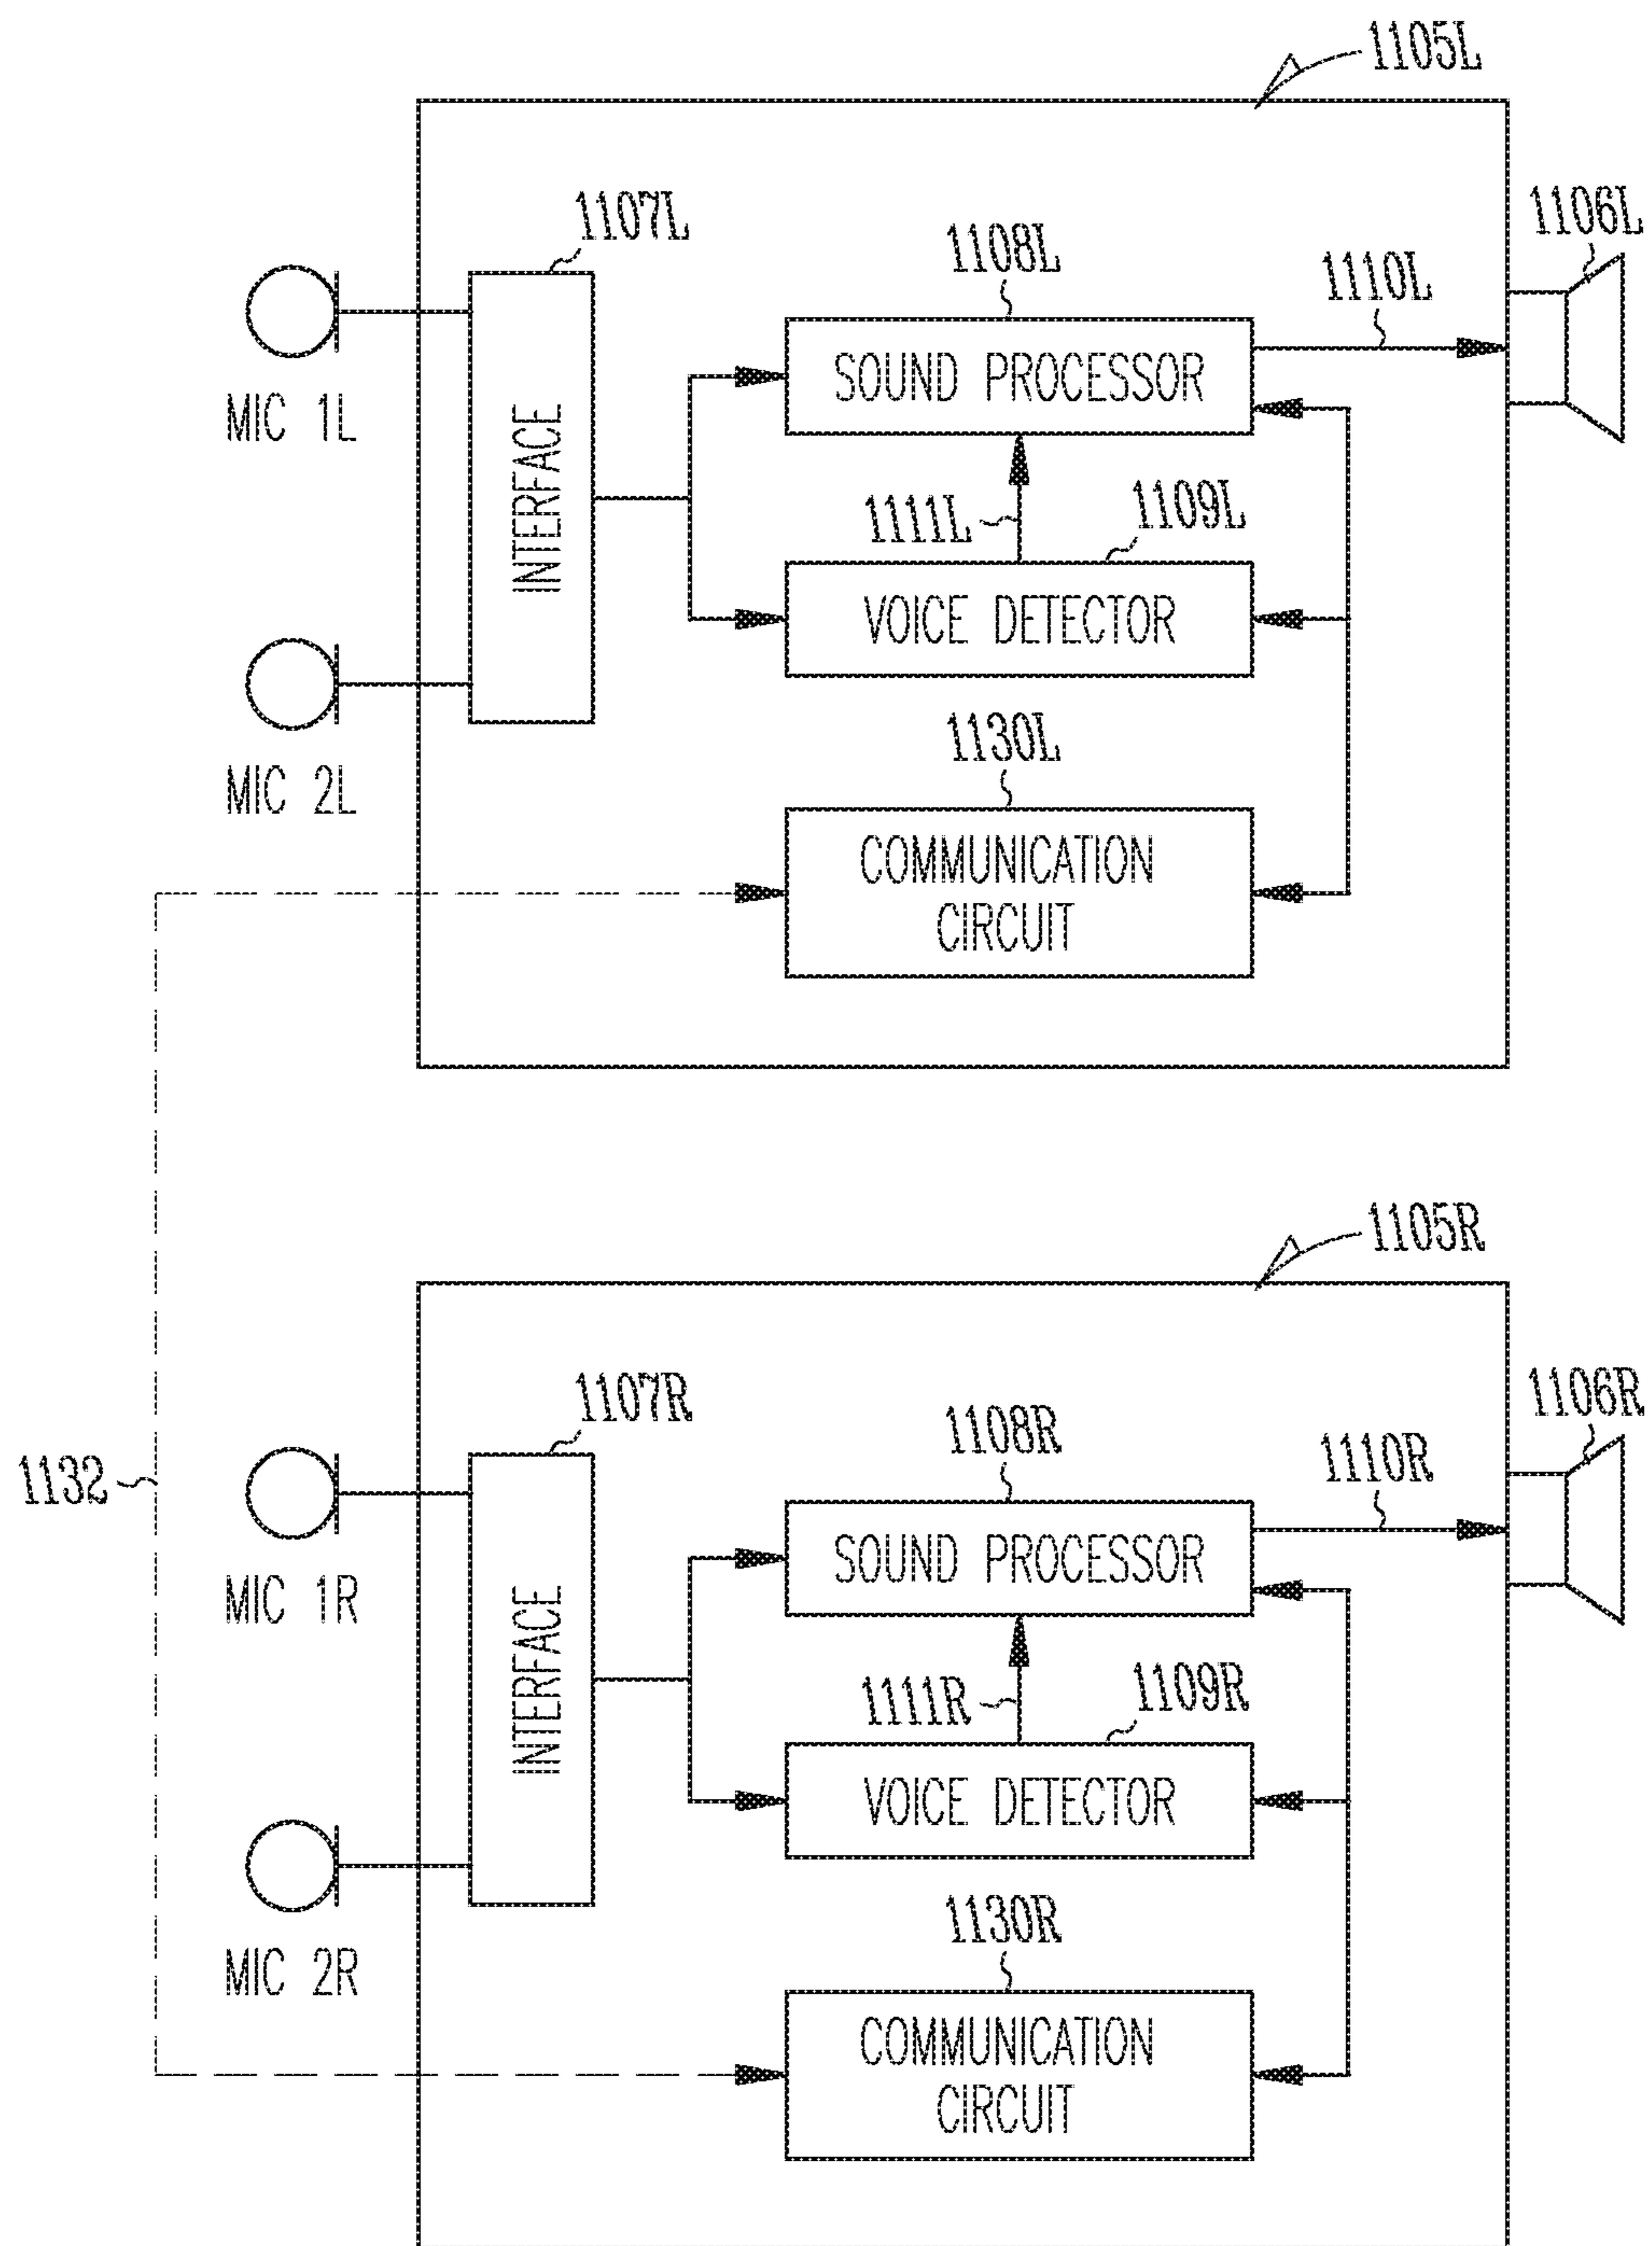 1105L
1107L
1106L
1108L
1110L
MIC 1L
INTERFACE
SOUND PROCESSOR
1111L
1109L
VOICE DETECTOR
MIC 2L
1130L
COMMUNICATION
CIRCUIT
1105R
1107R
1106R
1108R
1110R
1132
MIC 1R
INTERFACE
SOUND PROCESSOR
1111R
1109R
VOICE DETECTOR
MIC 2R
1130R
COMMUNICATION
CIRCUIT